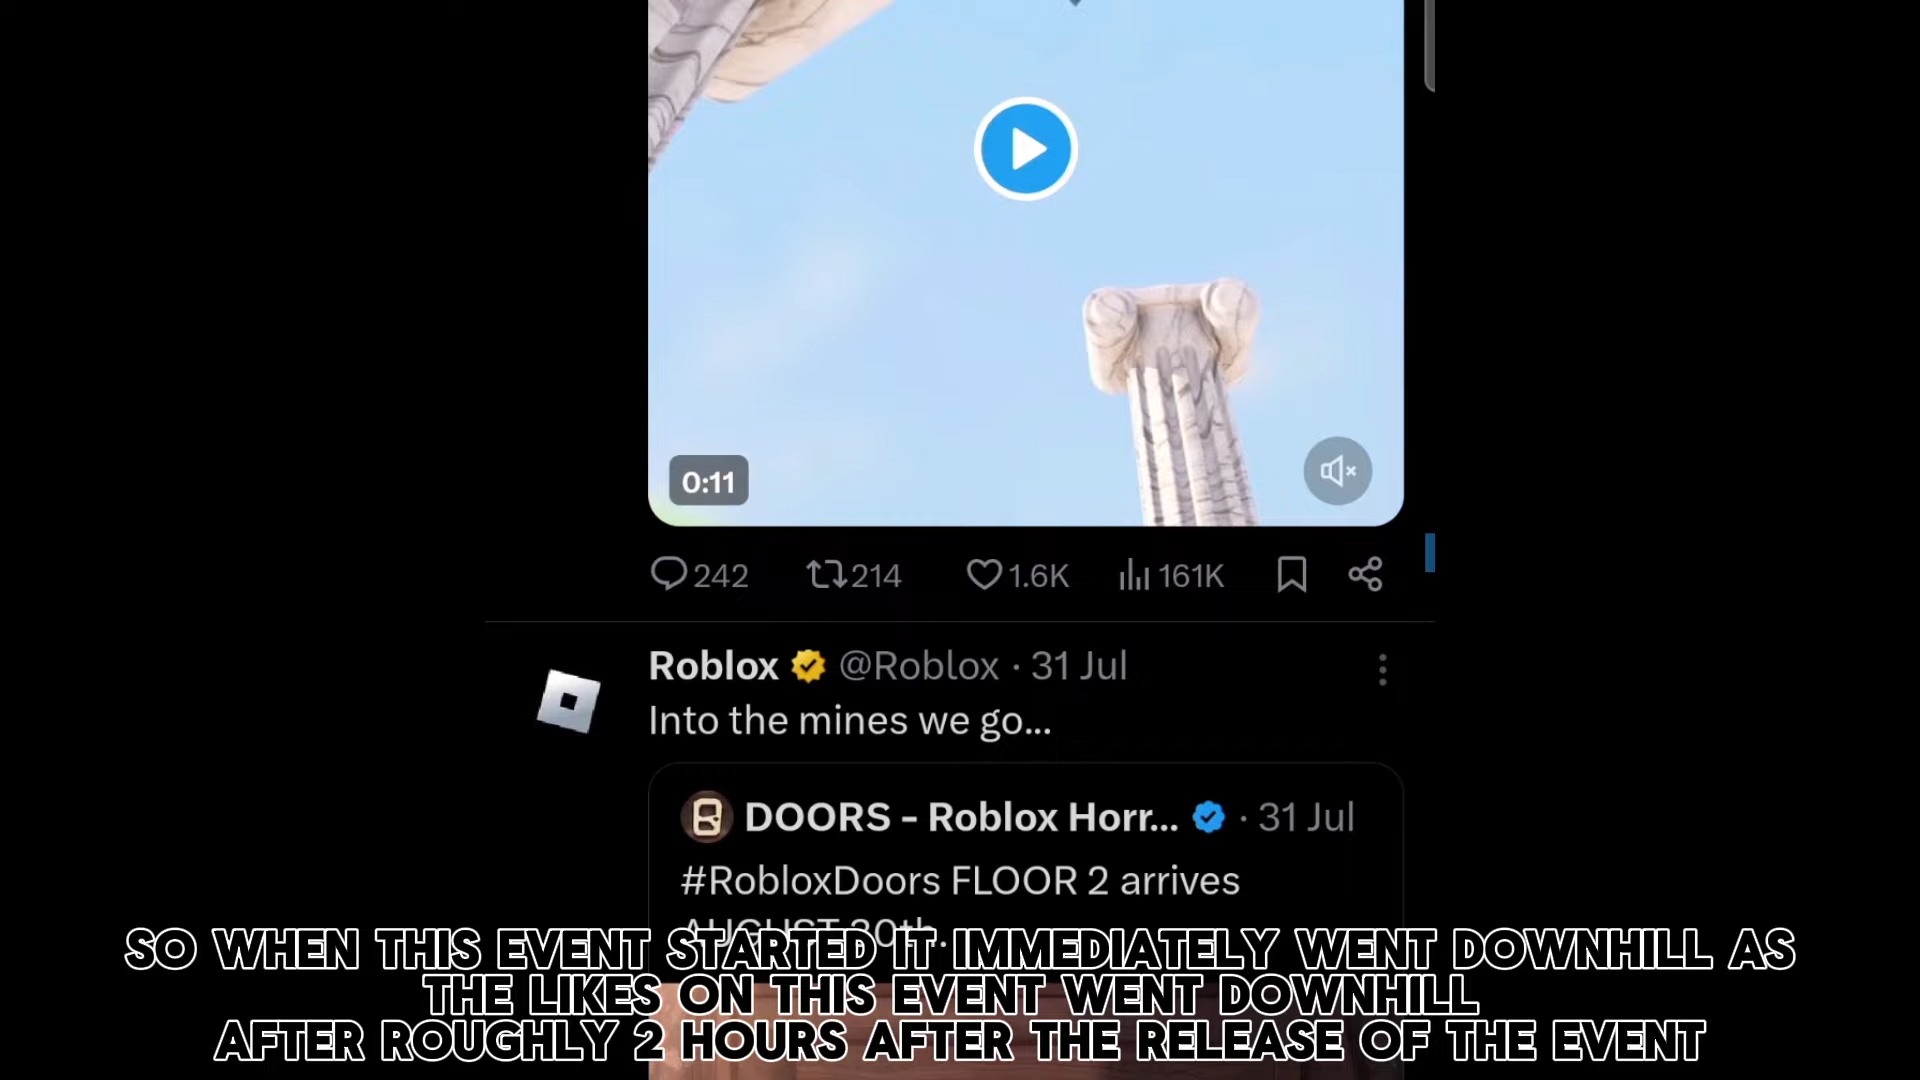 0:11
242 214 1.6K 161K
Roblox @Roblox · 31 Jul
Into the mines we go...
DOORS - Roblox Horr... · 31 Jul
#RobloxDoors FLOOR 2 arrives
AUGUST 30th.
SO WHEN THIS EVENT STARTED IT IMMEDIATELY WENT DOWNHILL AS
THE LIKES ON THIS EVENT WENT DOWNHILL
AFTER ROUGHLY 2 HOURS AFTER THE RELEASE OF THE EVENT